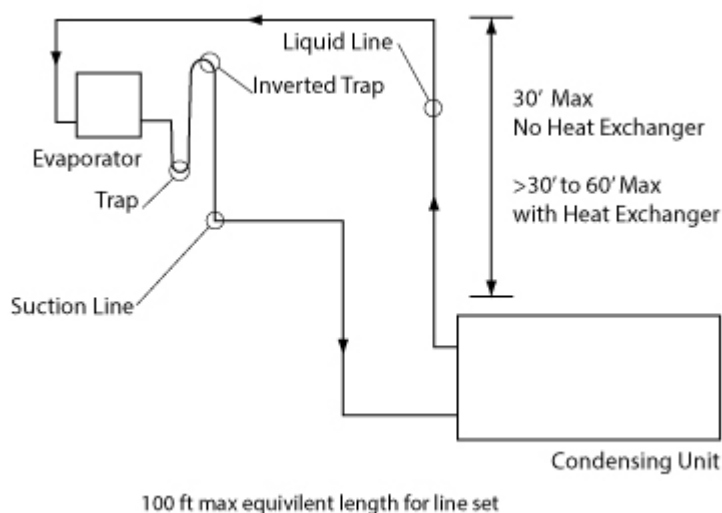 Liquid Line
Inverted Trap
Evaporator
Trap
Suction Line
30' Max
No Heat Exchanger
>30' to 60' Max
with Heat Exchanger
Condensing Unit
100 ft max equivilent length for line set